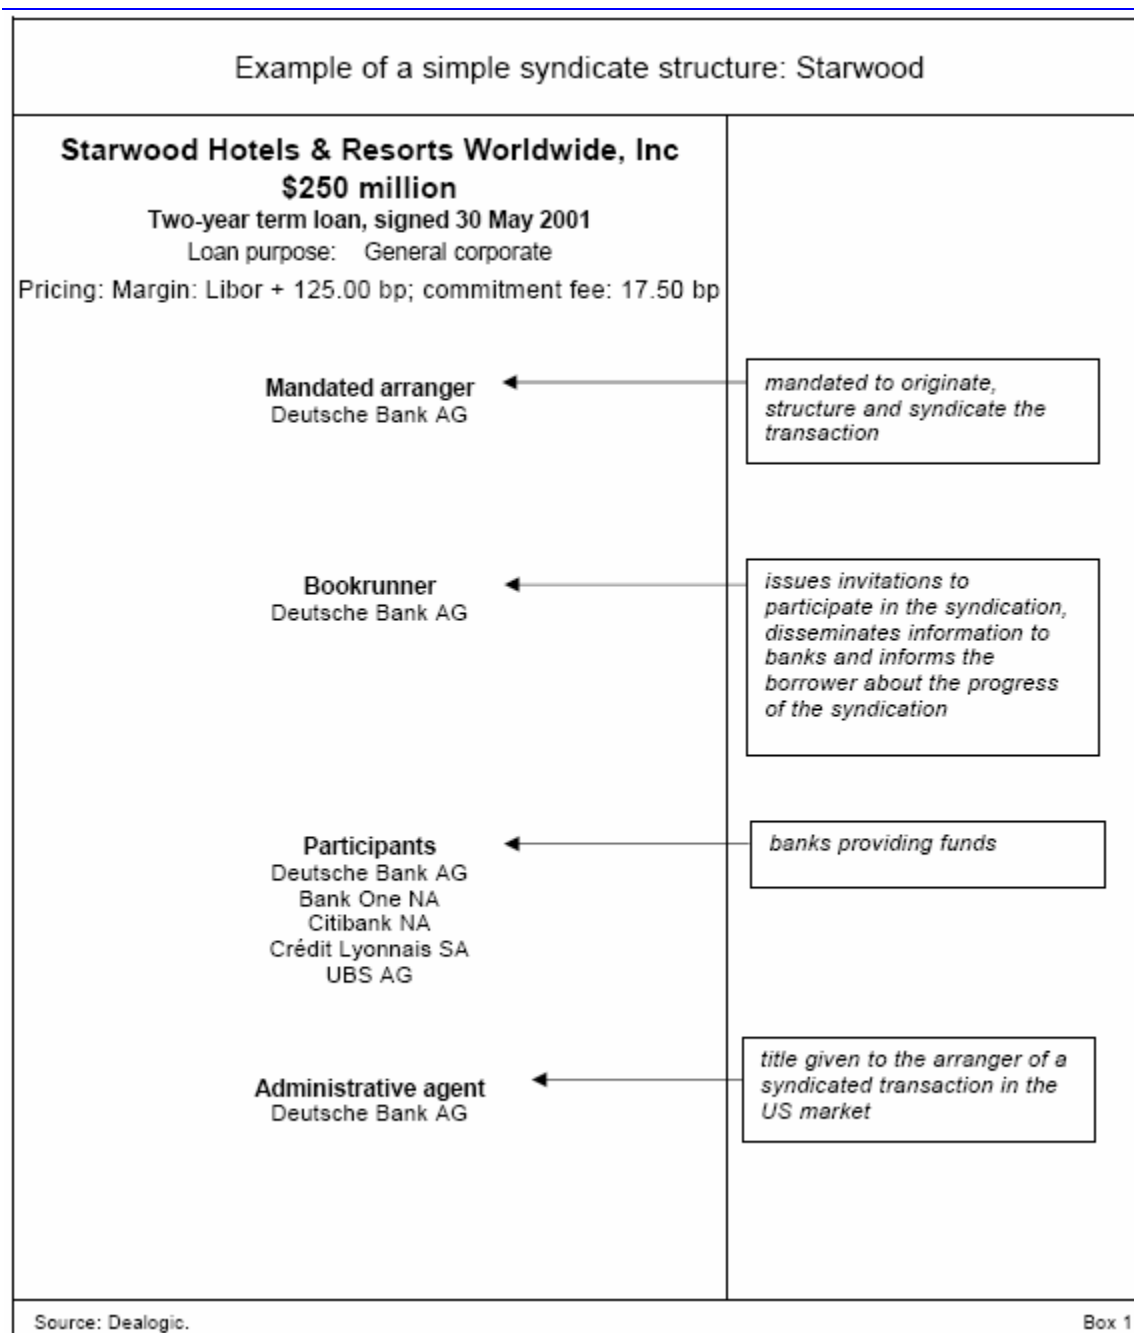 Example of a simple syndicate structure: Starwood
Starwood Hotels & Resorts Worldwide, Inc
$250 million
Two-year term loan, signed 30 May 2001
Loan purpose: General corporate
Pricing: Margin: Libor + 125.00 bp; commitment fee: 17.50 bp
Mandated arranger
Deutsche Bank AG
mandated to originate,
structure and syndicate the
transaction
Bookrunner
Deutsche Bank AG
issues invitations to
participate in the syndication,
disseminates information to
banks and informs the
borrower about the progress
of the syndication
Participants
Deutsche Bank AG
Bank One NA
Citibank NA
Crédit Lyonnais SA
UBS AG
banks providing funds
Administrative agent
Deutsche Bank AG
title given to the arranger of a
syndicated transaction in the
US market
Source: Dealogic.
Box 1